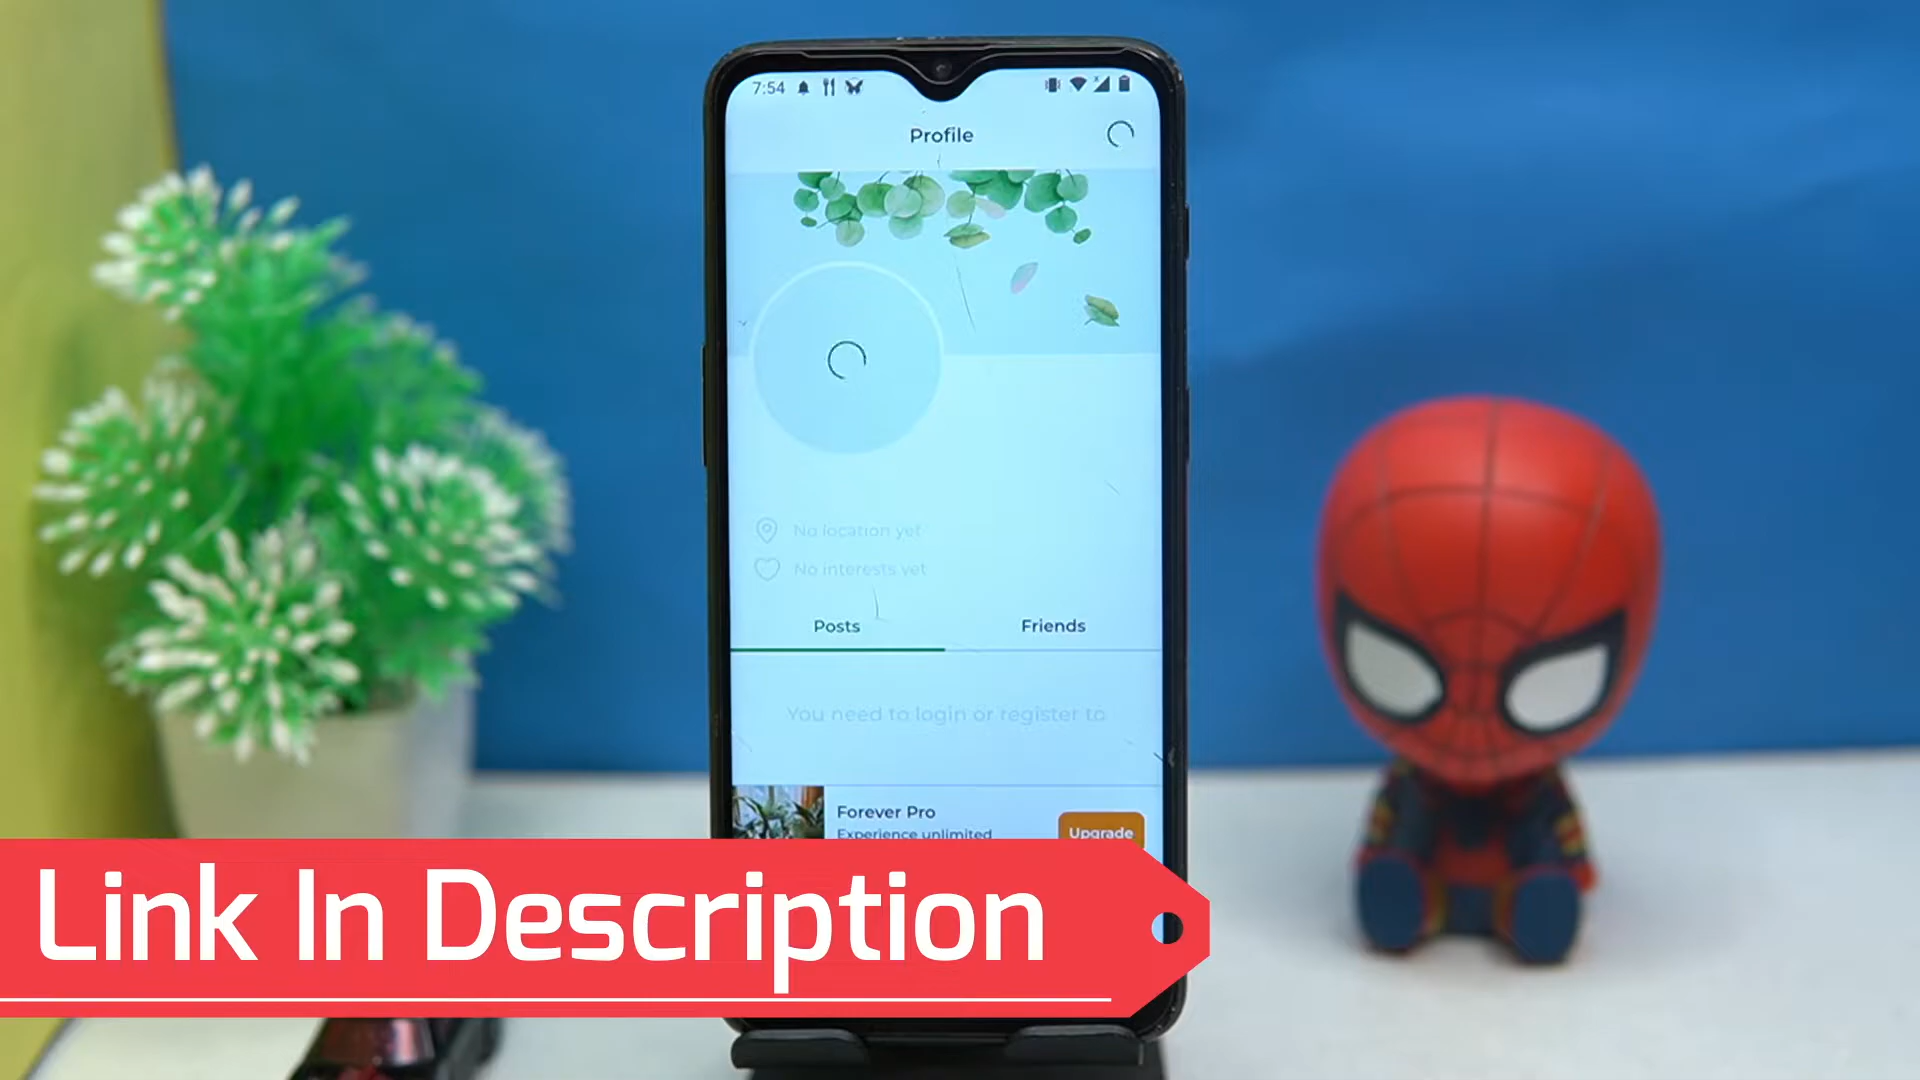 7:54
Profile
No location yet
No interests yet
Posts
Friends
You need to login or register to
Forever Pro
Experience unlimited
Upgrade
Link In Description